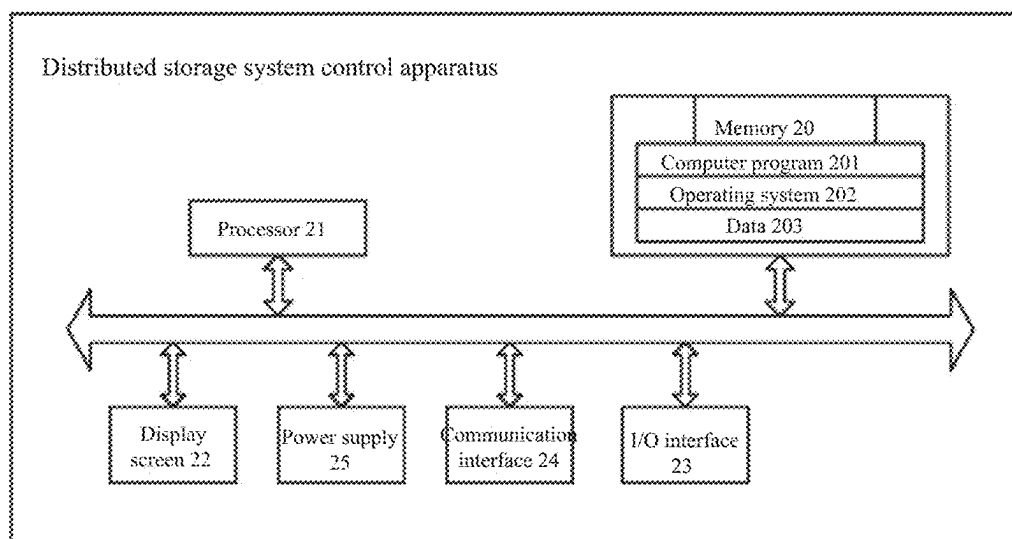 Distributed storage system control apparatus
Memory 20
Computer program 201
Operating system 202
Data 203
Processor 21
Display
screen 22
Power supply
25
Communication
interface 24
I/O interface
23